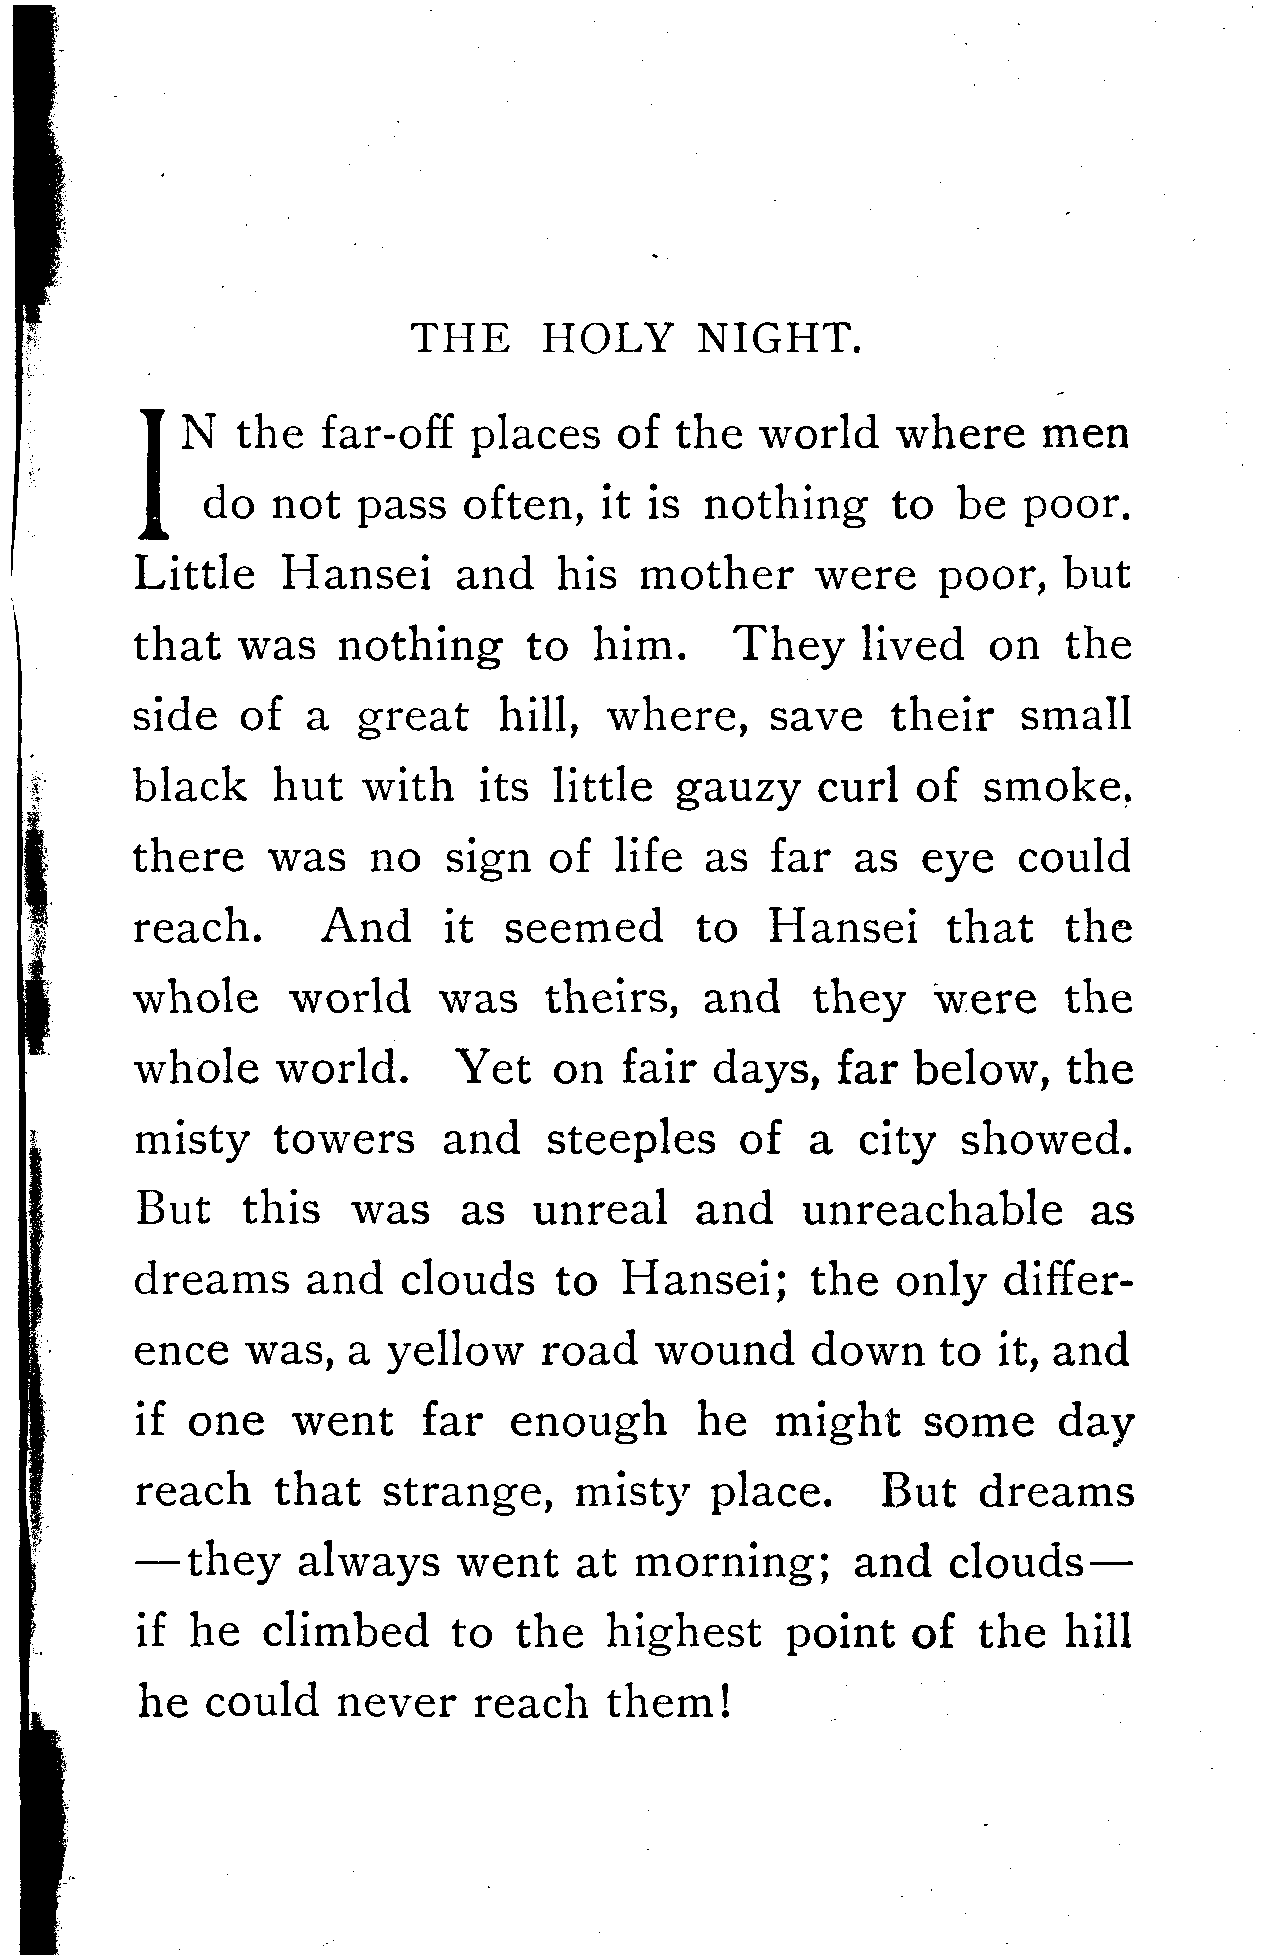 THE HOLY NIGHT.
IN the far-off places of the world where men
do not pass often, it is nothing to be poor.
Little Hansei and his mother were poor, but
that was nothing to him. They lived on the
side of a great hill, where, save their small
black hut with its little gauzy curl of smoke,
there was no sign of life as far as eye could
reach. And it seemed to Hansei that the
whole world was theirs, and they were the
whole world. Yet on fair days, far below, the
misty towers and steeples of a city showed.
But this was as unreal and unreachable as
dreams and clouds to Hansei; the only differ-
ence was, a yellow road wound down to it, and
if one went far enough he might some day
reach that strange, misty place. But dreams
—they always went at morning; and clouds—
if he climbed to the highest point of the hill
he could never reach them!